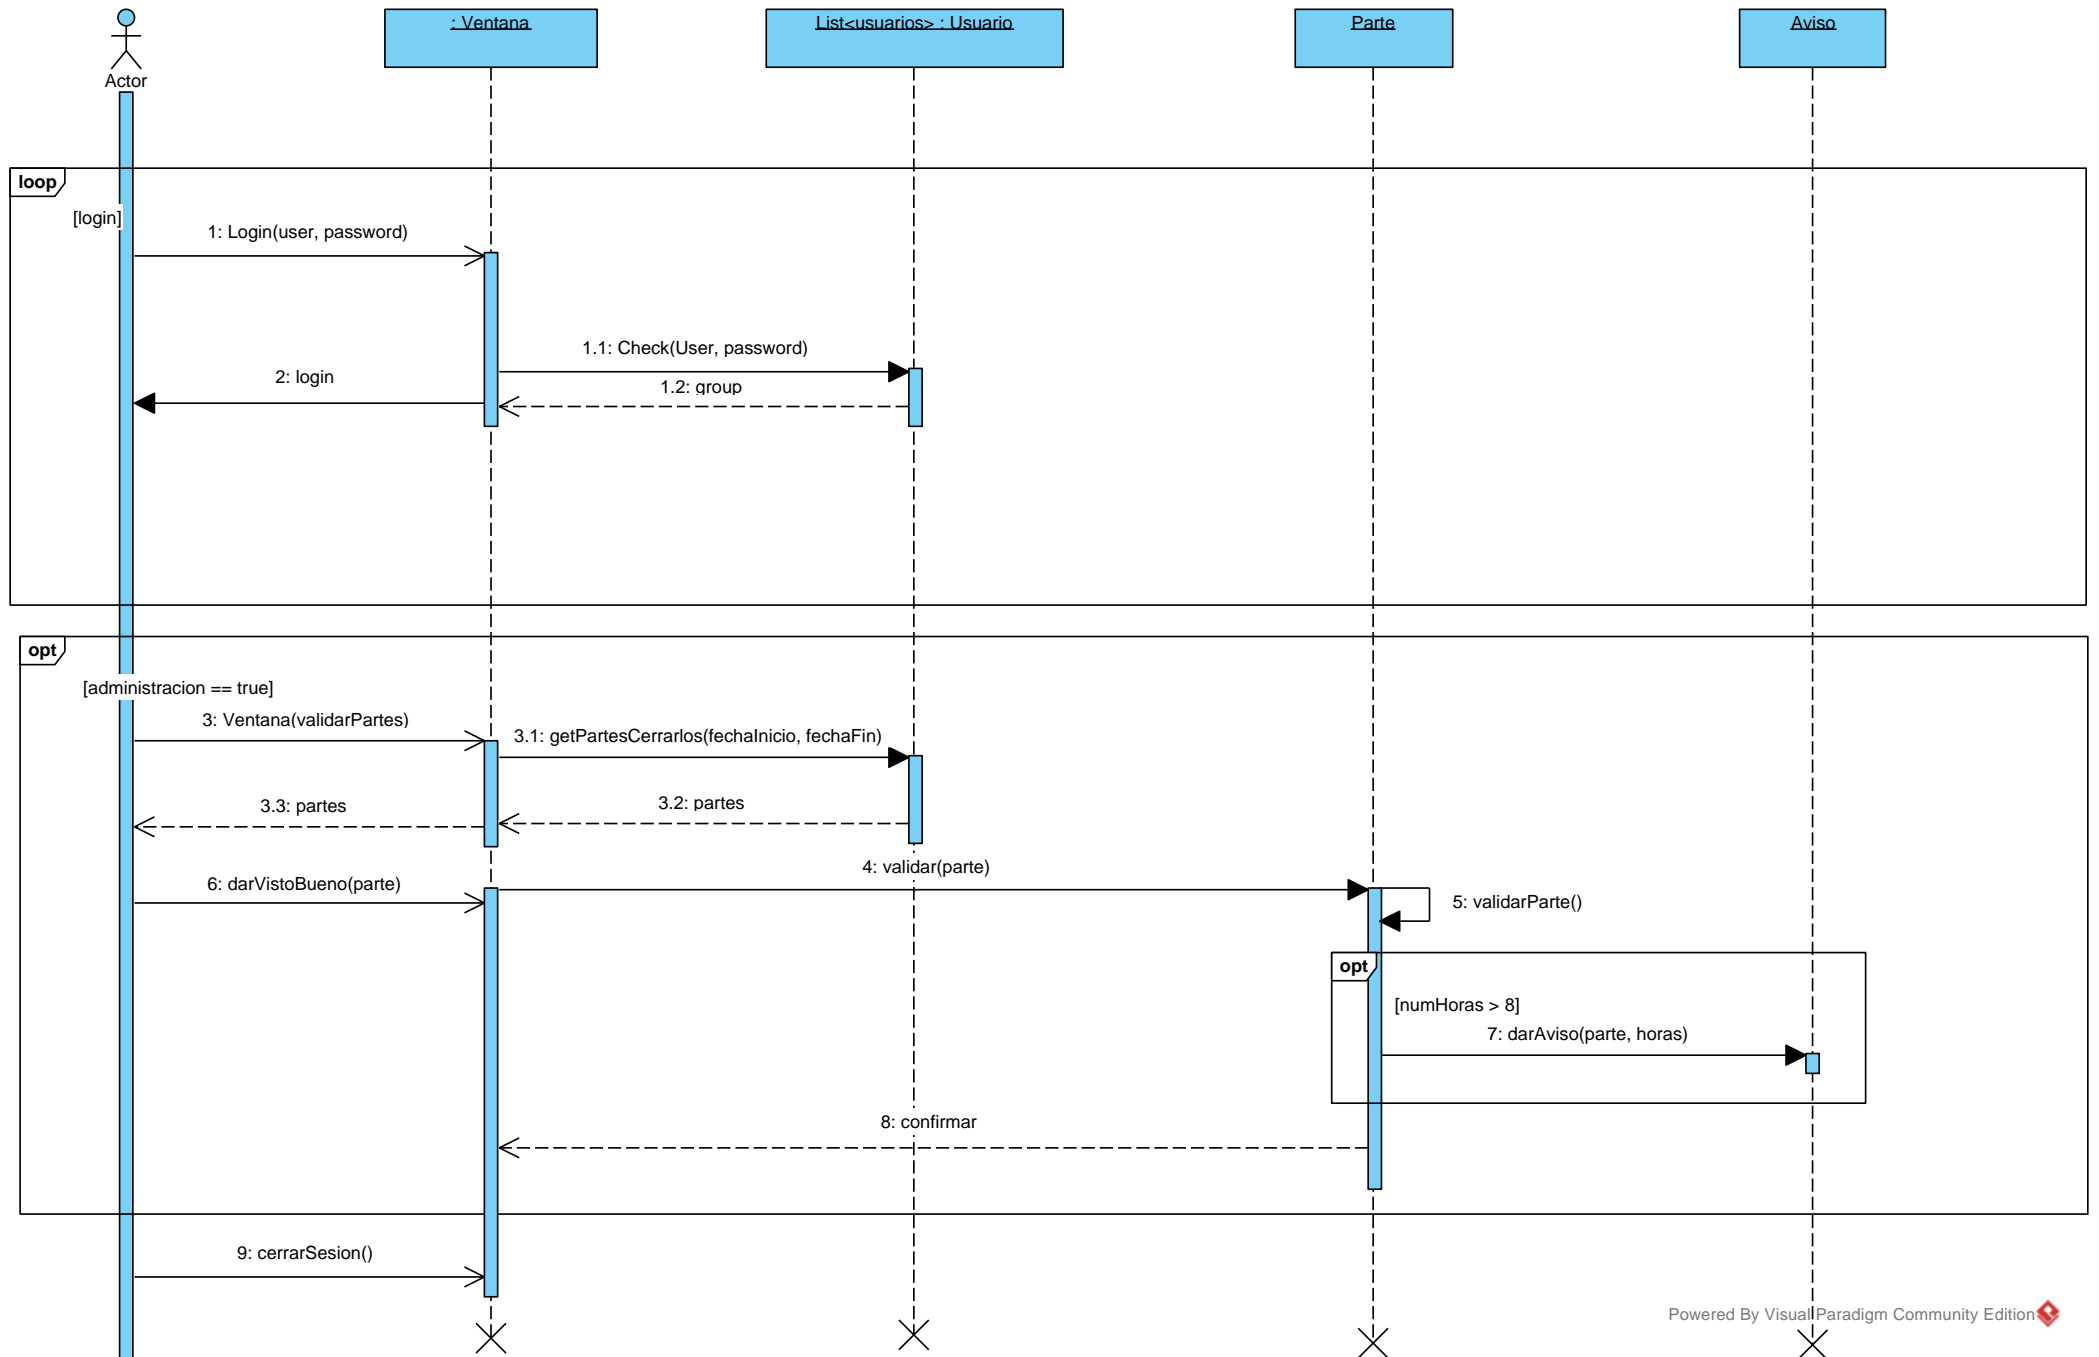 : Ventana
List<usuarios> : Usuario
Parte
Aviso
Actor
loop
[login]
1: Login(user, password)
1.1: Check(User, password)
2: login
1.2: group
opt
[administracion == true]
3: Ventana(validarPartes)
3.1: getPartesCerrarlos(fechaInicio, fechaFin)
3.3: partes
3.2: partes
4: validar(parte)
6: darVistoBueno(parte)
5: validarParte()
opt
[numHoras > 8]
7: darAviso(parte, horas)
8: confirmar
9: cerrarSesion()
Powered By Visual Paradigm Community Edition